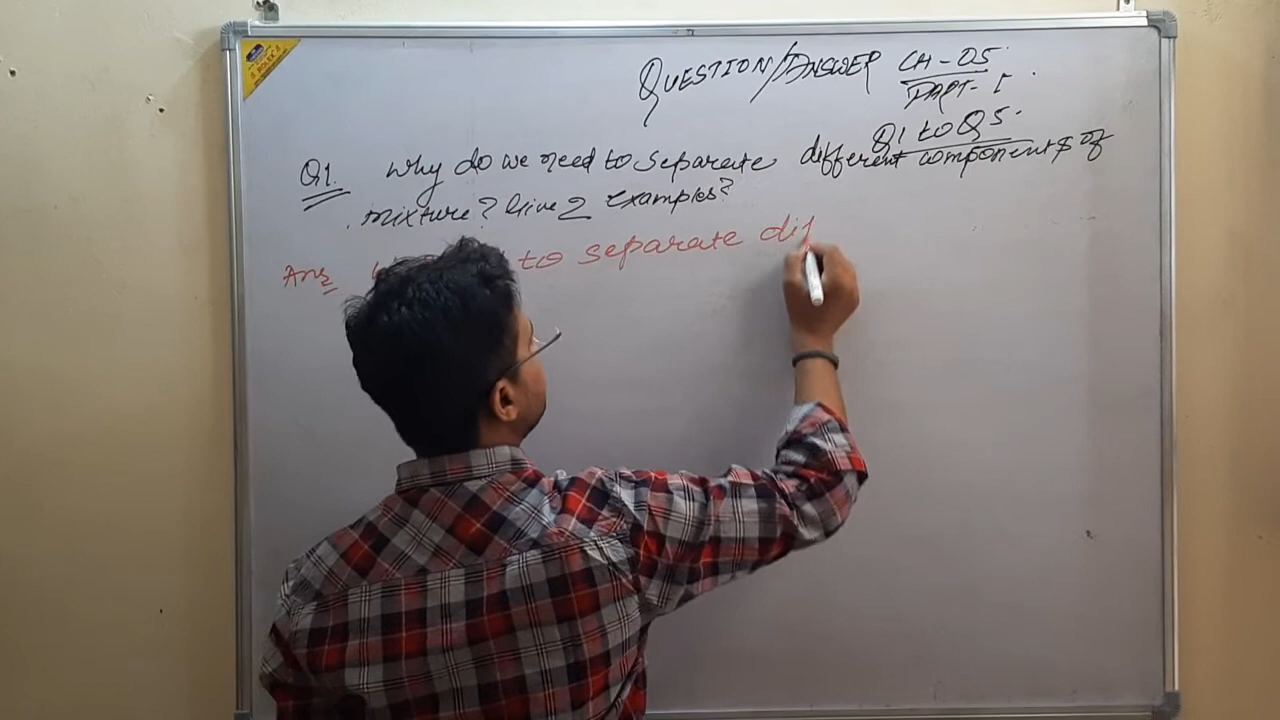 QUESTION/ANSWER CH-05
PART-I
Q1 to Q5.
Q1. Why do we need to separate different components of
mixture? Give 2 examples?
Ans to separate dif